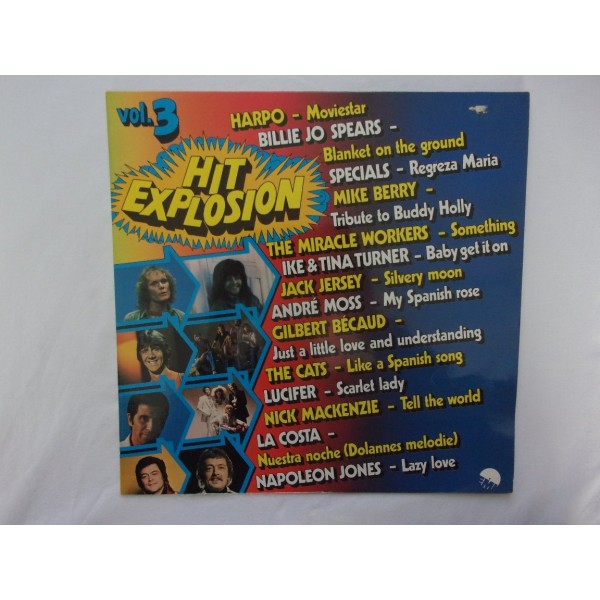 vol. 3
HIT
EXPLOSION
HARPO – Moviestar
BILLIE JO SPEARS –
Blanket on the ground
SPECIALS – Regreza Maria
MIKE BERRY –
Tribute to Buddy Holly
THE MIRACLE WORKERS – Something
IKE & TINA TURNER – Baby get it on
JACK JERSEY – Silvery moon
ANDRÉ MOSS – My Spanish rose
GILBERT BÉCAUD –
Just a little love and understanding
THE CATS – Like a Spanish song
LUCIFER – Scarlet lady
NICK MACKENZIE – Tell the world
LA COSTA –
Nuestra noche (Dolannes melodie)
NAPOLEON JONES – Lazy love
EMI